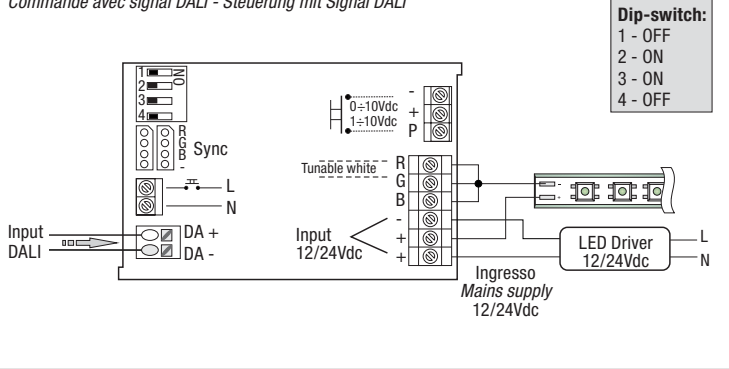 Commande avec signal DALI - Steuerung mit Signal DALI
Dip-switch:
1 - OFF
2 - ON
3 - ON
4 - OFF
1
2
3
4
NO
R
G
B
-
Sync
L
N
Input
DALI
DA +
DA -
0÷10Vdc
1÷10Vdc
-
+
P
Tunable white
R
G
B
-
+
+
Input
12/24Vdc
-
-
LED Driver
12/24Vdc
L
N
Ingresso
Mains supply
12/24Vdc